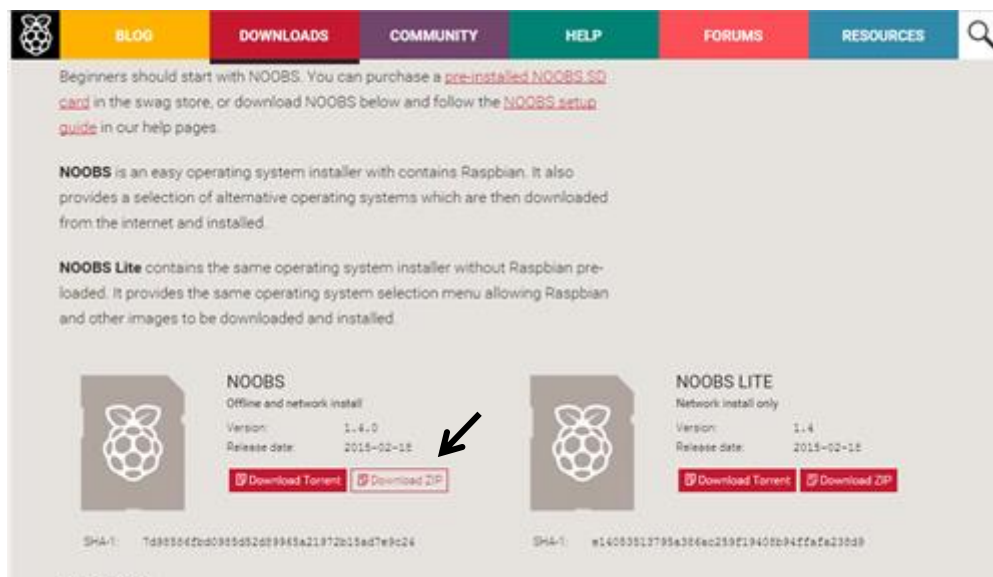 BLOG DOWNLOADS COMMUNITY HELP FORUMS RESOURCES
Beginners should start with NOOBS. You can purchase a pre-installed NOOBS SD
card in the swag store, or download NOOBS below and follow the NOOBS setup
guide in our help pages.
NOOBS is an easy operating system installer with contains Raspbian. It also
provides a selection of alternative operating systems which are then downloaded
from the internet and installed.
NOOBS Lite contains the same operating system installer without Raspbian pre-
loaded. It provides the same operating system selection menu allowing Raspbian
and other images to be downloaded and installed.
NOOBS
Offline and network install
Version: 1.4.0
Release date: 2015-02-18
Download Torrent Download ZIP
SHA-1:
NOOBS LITE
Network install only
Version: 1.4
Release date: 2015-02-18
Download Torrent Download ZIP
SHA-1: